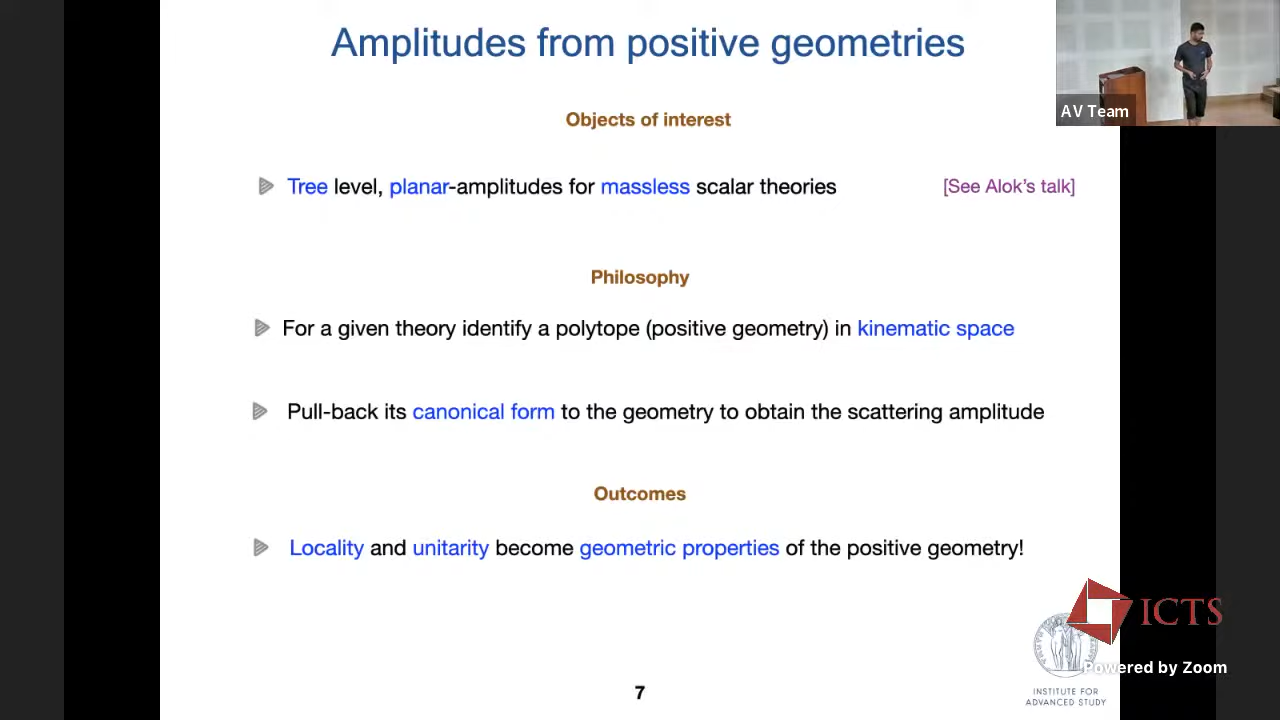 Amplitudes from positive geometries
AV Team
Objects of interest
Tree level, planar-amplitudes for massless scalar theories
[See Alok's talk]
Philosophy
For a given theory identify a polytope (positive geometry) in kinematic space
Pull-back its canonical form to the geometry to obtain the scattering amplitude
Outcomes
Locality and unitarity become geometric properties of the positive geometry!
ICTS
Powered by Zoom
INSTITUTE FOR
ADVANCED STUDY
7